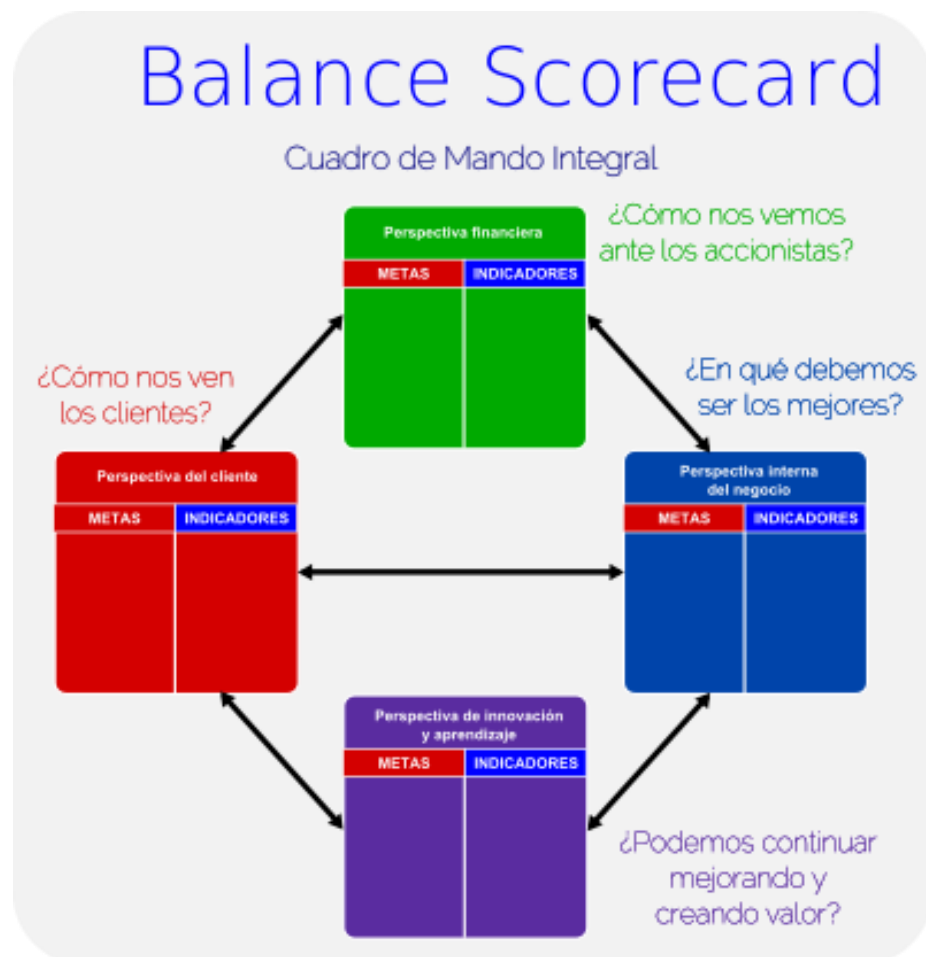 Balance Scorecard
Cuadro de Mando Integral
¿Cómo nos vemos
ante los accionistas?
Perspectiva financiera
METAS INDICADORES
¿Cómo nos ven
los clientes?
¿En qué debemos
ser los mejores?
Perspectiva del cliente
METAS INDICADORES
Perspectiva interna
del negocio
METAS INDICADORES
Perspectiva de innovación
y aprendizaje
METAS INDICADORES
¿Podemos continuar
mejorando y
creando valor?